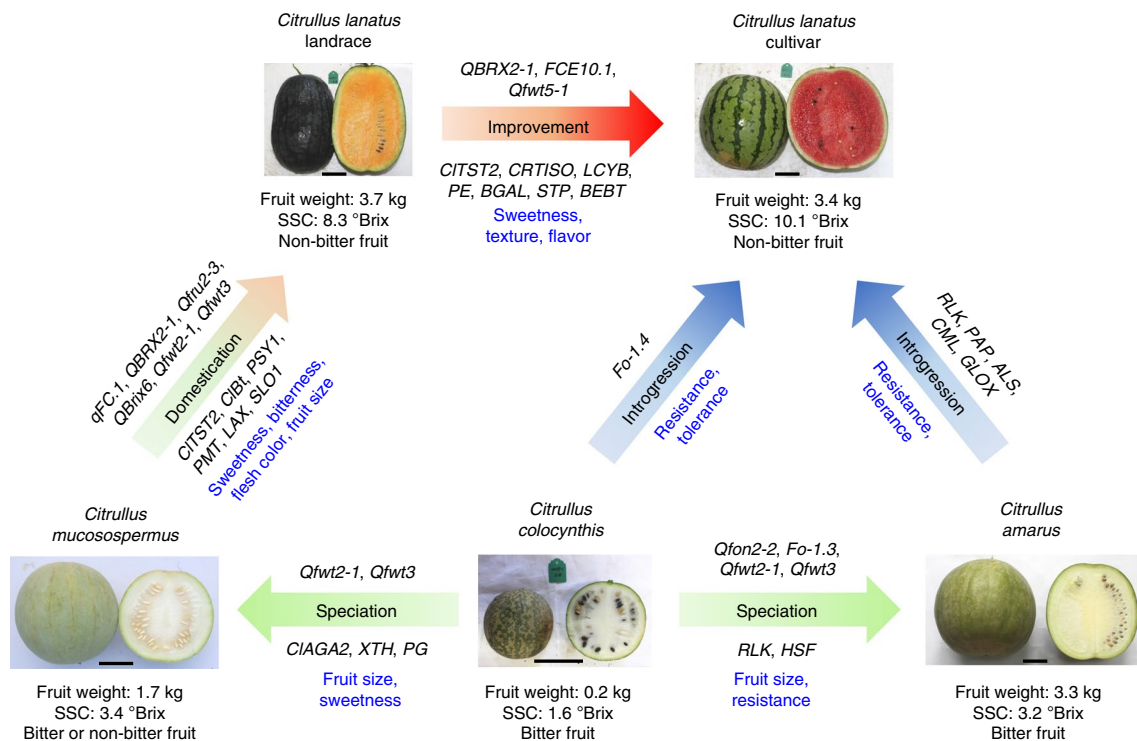 Citrullus lanatus
landrace
Citrullus lanatus
cultivar
QBRX2-1, FCE10.1,
Qfwt5-1
Improvement
ClTST2, CRTISO, LCYB,
PE, BGAL, STP, BEBT
Sweetness,
texture, flavor
Fruit weight: 3.7 kg
SSC: 8.3 °Brix
Non-bitter fruit
Fruit weight: 3.4 kg
SSC: 10.1 °Brix
Non-bitter fruit
qFC.1, QBRX2-1, Qfru2-3,
QBrix6, Qfwt2-1, Qfwt3
Domestication
ClTST2, ClBt, PSY1,
PMT, LAX, SLO1
Sweetness, bitterness,
flesh color, fruit size
Fo-1.4
Introgression
Resistance,
tolerance
RLK, PAP, ALS,
CML, GLOX
Introgression
Resistance,
tolerance
Citrullus
mucosospermus
Citrullus
colocynthis
Citrullus
amarus
Qfwt2-1, Qfwt3
Speciation
ClAGA2, XTH, PG
Fruit size,
sweetness
Qfon2-2, Fo-1.3,
Qfwt2-1, Qfwt3
Speciation
RLK, HSF
Fruit size,
resistance
Fruit weight: 1.7 kg
SSC: 3.4 °Brix
Bitter or non-bitter fruit
Fruit weight: 0.2 kg
SSC: 1.6 °Brix
Bitter fruit
Fruit weight: 3.3 kg
SSC: 3.2 °Brix
Bitter fruit